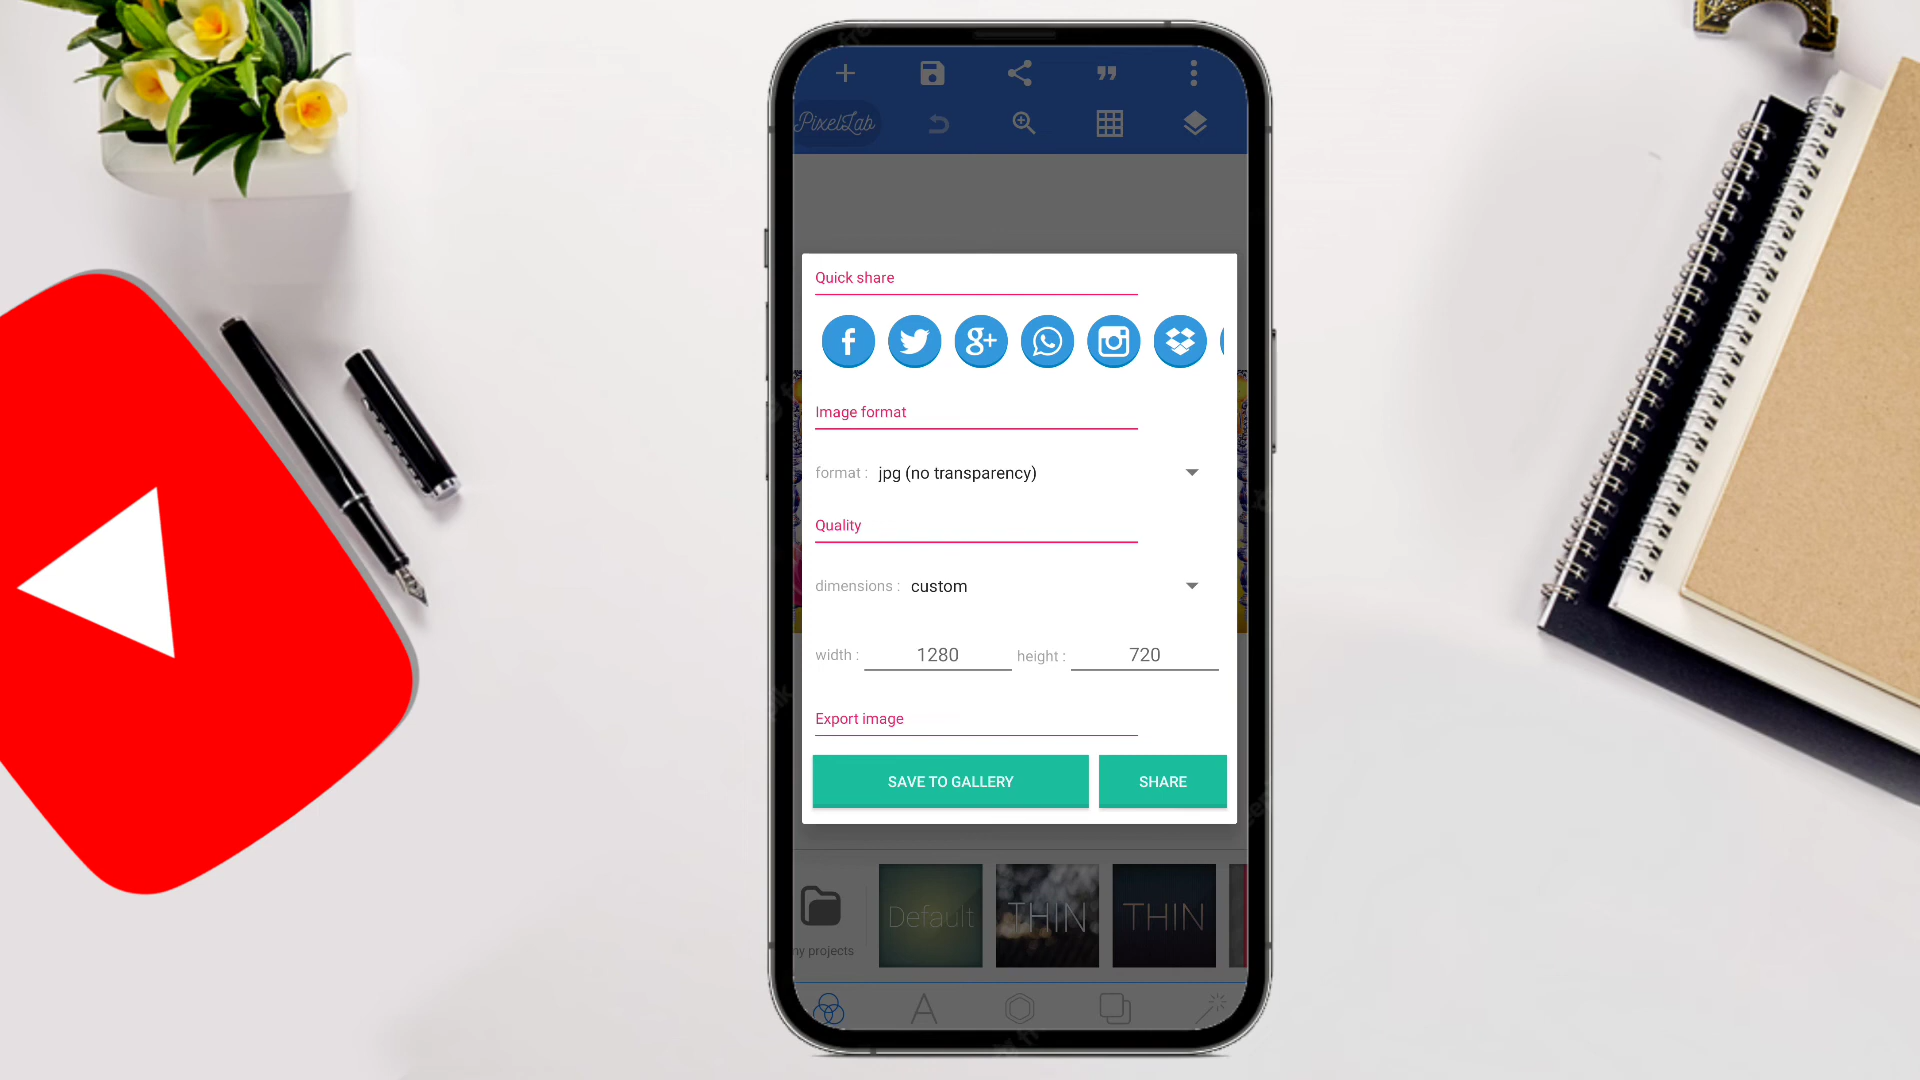 PixelLab
Quick share
Image format
format : jpg (no transparency)
Quality
dimensions : custom
width : 1280 height : 720
Export image
SAVE TO GALLERY SHARE
Default THIN THIN
my projects